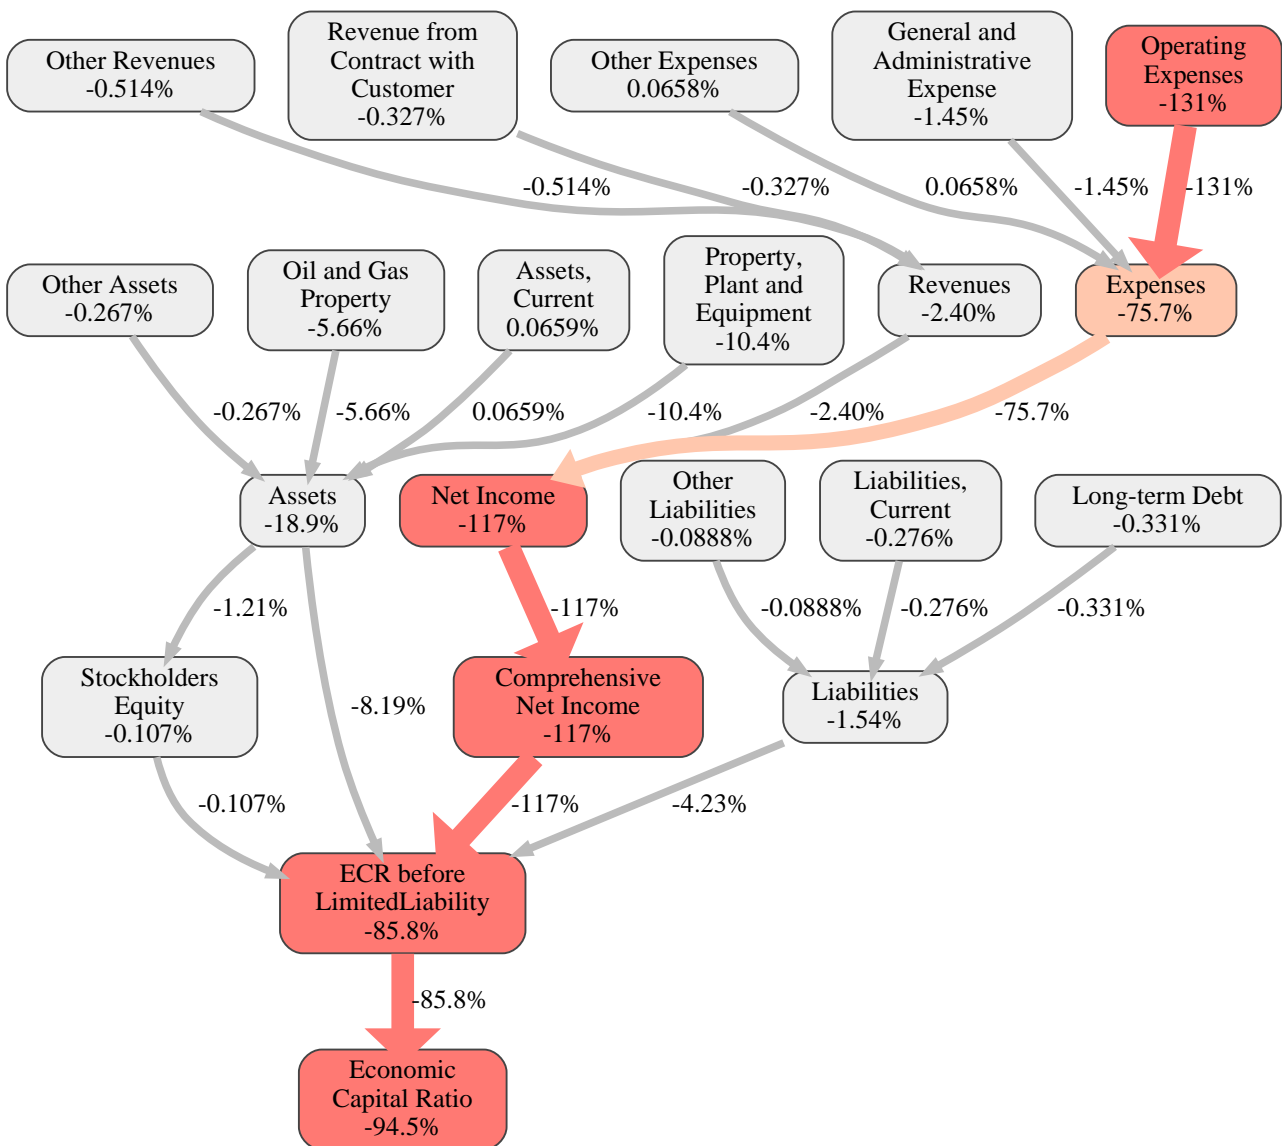 Other Revenues
-0.514%
Revenue from
Contract with
Customer
-0.327%
Other Expenses
0.0658%
General and
Administrative
Expense
-1.45%
Operating
Expenses
-131%
-0.514%
-0.327%
0.0658%
-1.45%
-131%
Other Assets
-0.267%
Oil and Gas
Property
-5.66%
Assets,
Current
0.0659%
Property,
Plant and
Equipment
-10.4%
Revenues
-2.40%
Expenses
-75.7%
-0.267%
-5.66%
0.0659%
-10.4%
-2.40%
-75.7%
Assets
-18.9%
Net Income
-117%
Other
Liabilities
-0.0888%
Liabilities,
Current
-0.276%
Long-term Debt
-0.331%
-1.21%
-117%
-0.0888%
-0.276%
-0.331%
Stockholders
Equity
-0.107%
-8.19%
Comprehensive
Net Income
-117%
Liabilities
-1.54%
-0.107%
-117%
-4.23%
ECR before
LimitedLiability
-85.8%
-85.8%
Economic
Capital Ratio
-94.5%